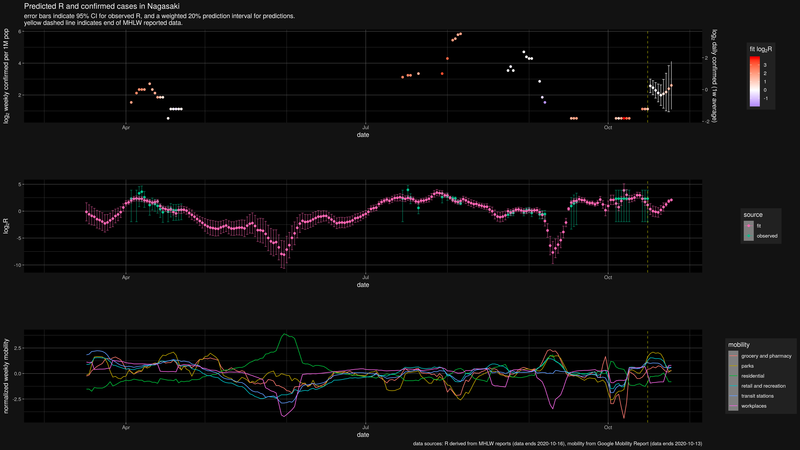 Predicted R and confirmed cases in Nagasaki
error bars indicate 95% CI for observed R, and a weighted 20% prediction interval for predictions.
yellow dashed line indicates end of MHLW reported data.
log₂ weekly confirmed per 1M pop
6
4
2
log₂ daily confirmed (1w average)
2
0
-2
Apr
Jul
Oct
date
fit log₂R
3
2
1
0
-1
log₂R
5
0
-5
-10
Apr
Jul
Oct
date
source
fit
observed
normalised weekly mobility
2.5
0.0
-2.5
Apr
Jul
Oct
date
mobility
grocery and pharmacy
parks
residential
retail and recreation
transit stations
workplaces
data sources: R derived from MHLW reports (data ends 2020-10-16), mobility from Google Mobility Report (data ends 2020-10-13)